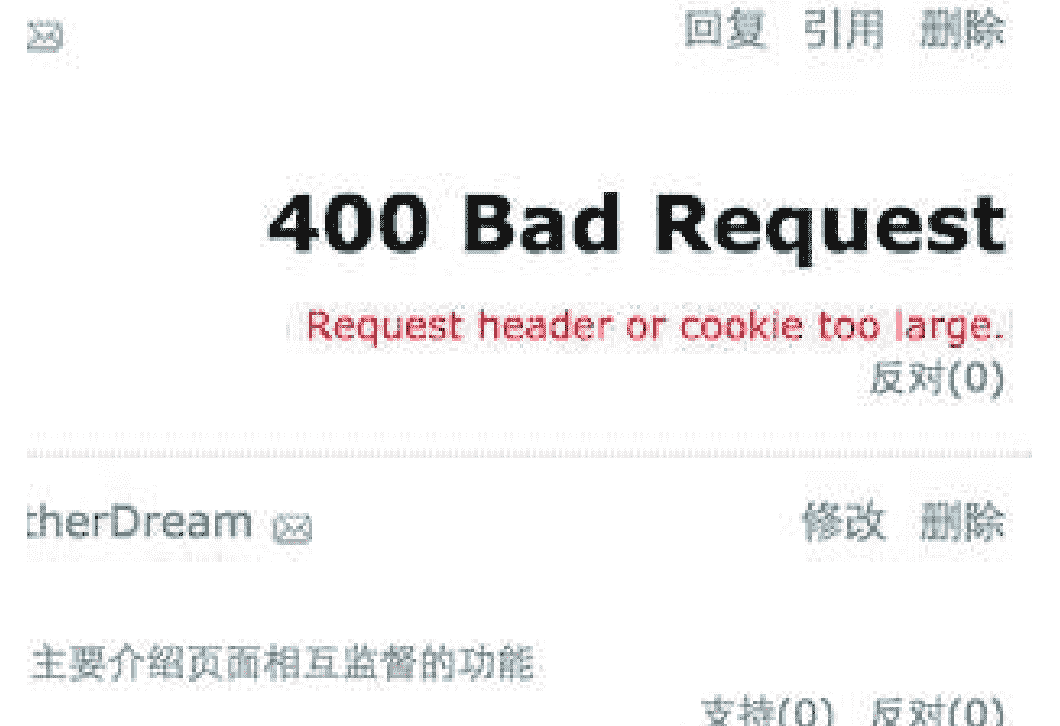 回复 引用 删除
400 Bad Request
Request header or cookie too large.
反对(0)
therDream 修改 删除
主要介绍页面相互监督的功能
支持(0) 反对(0)